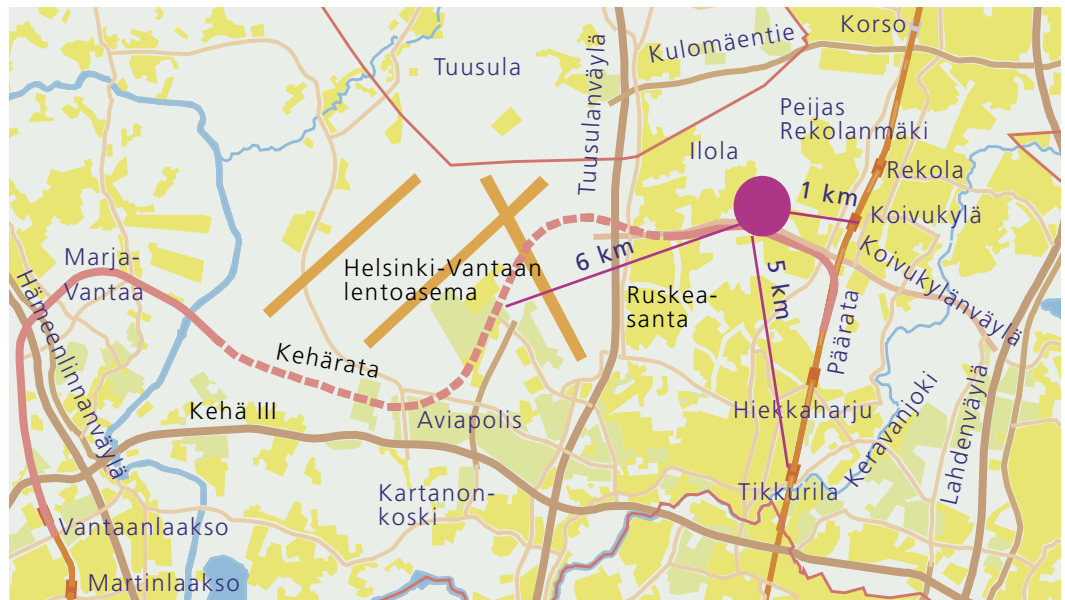 Korso
Kulomäentie
Tuusula
Tuusulanväylä
Peijas
Rekolanmäki
Ilola
Rekola
1 km
Koivukylä
Koivukylänväylä
6 km
5 km
Marja-
Vantaa
Helsinki-Vantaan
lentoasema
Ruskea-
santa
Hämeenlinnanväylä
Kehärata
Päärata
Kehä III
Aviapolis
Hiekkaharju
Keravanjoki
Lahdenväylä
Kartanon-
koski
Tikkurila
Vantaanlaakso
Martinlaakso